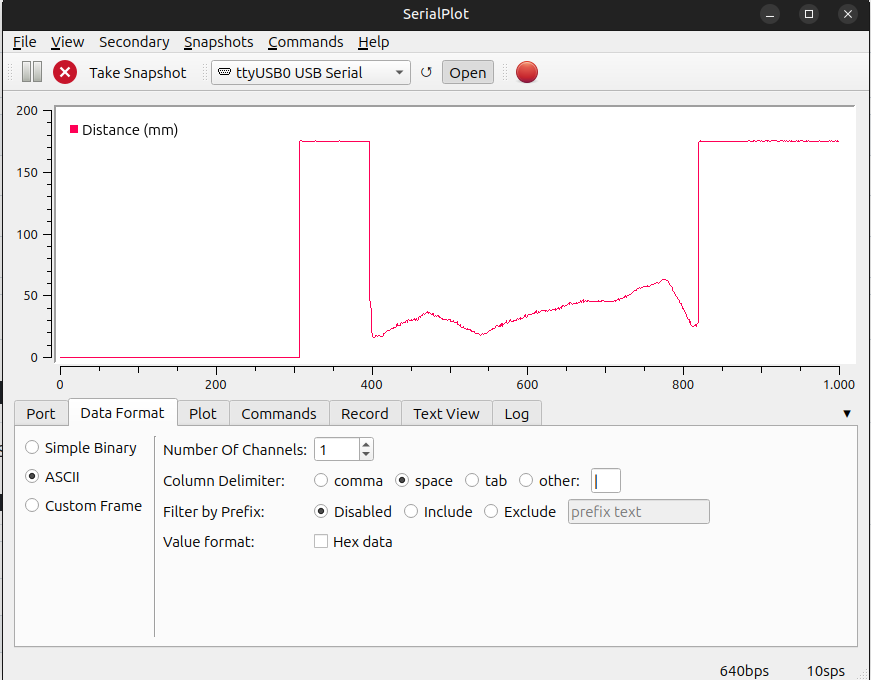 SerialPlot
File View Secondary Snapshots Commands Help
Take Snapshot ttyUSB0 USB Serial Open
200
Distance (mm)
150
100
50
0
0 200 400 600 800 1.000
Port Data Format Plot Commands Record Text View Log
Simple Binary
Number Of Channels: 1
ASCII
Column Delimiter: comma space tab other: |
Custom Frame
Filter by Prefix: Disabled Include Exclude prefix text
Value format: Hex data
640bps 10sps